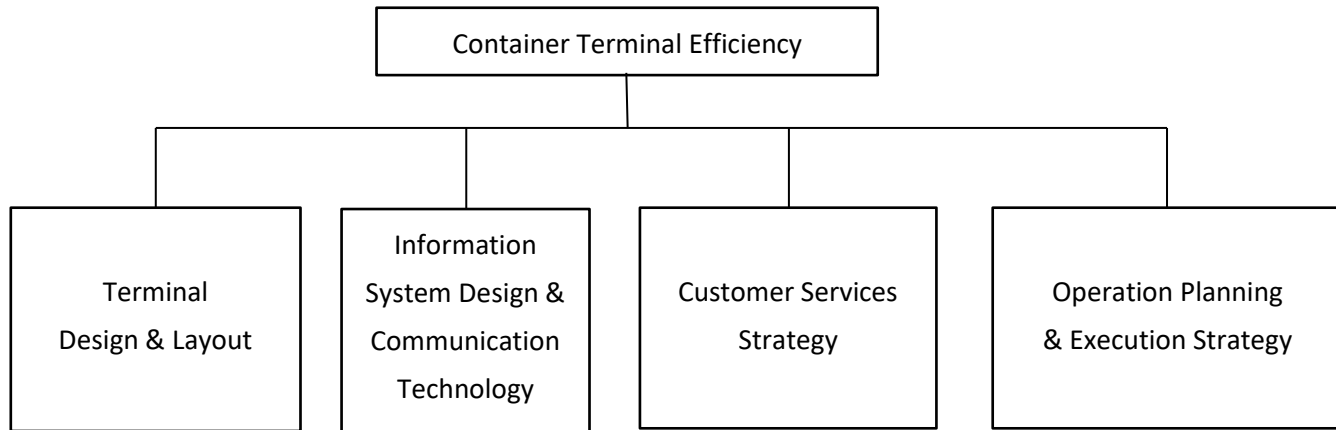 Container Terminal Efficiency
Terminal
Design & Layout
Information
System Design &
Communication
Technology
Customer Services
Strategy
Operation Planning
& Execution Strategy